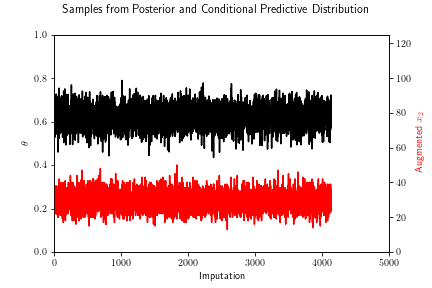 Samples from Posterior and Conditional Predictive Distribution
1.0
0.8
0.6
0.4
0.2
0.0
θ
120
100
80
60
40
20
0
Augmented x₂
0 1000 2000 3000 4000 5000
Imputation